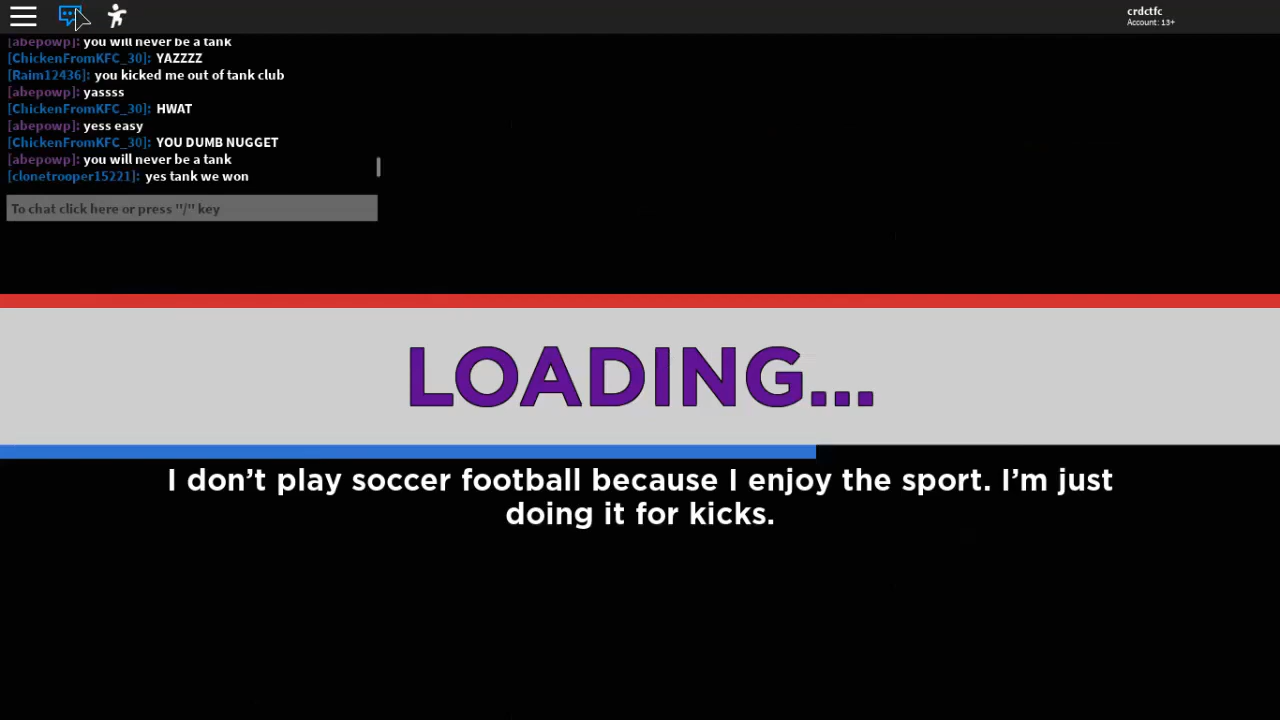 crdctfc
Account: 13+
[abepowp]: you will never be a tank
[ChickenFromKFC_30]: YAZZZZ
[Raim12436]: you kicked me out of tank club
[abepowp]: yassss
[ChickenFromKFC_30]: HWAT
[abepowp]: yess easy
[ChickenFromKFC_30]: YOU DUMB NUGGET
[abepowp]: you will never be a tank
[clonetrooper15221]: yes tank we won
To chat click here or press "/" key
LOADING...
I don’t play soccer football because I enjoy the sport. I’m just
doing it for kicks.